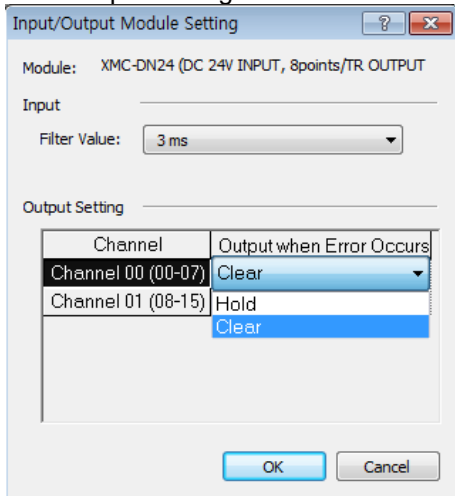 Input/Output Module Setting
Module: XMC-DN24 (DC 24V INPUT, 8points/TR OUTPUT
Input
Filter Value: 3 ms
Output Setting
Channel Output when Error Occurs
Channel 00 (00-07) Clear
Channel 01 (08-15) Hold
Clear
OK Cancel